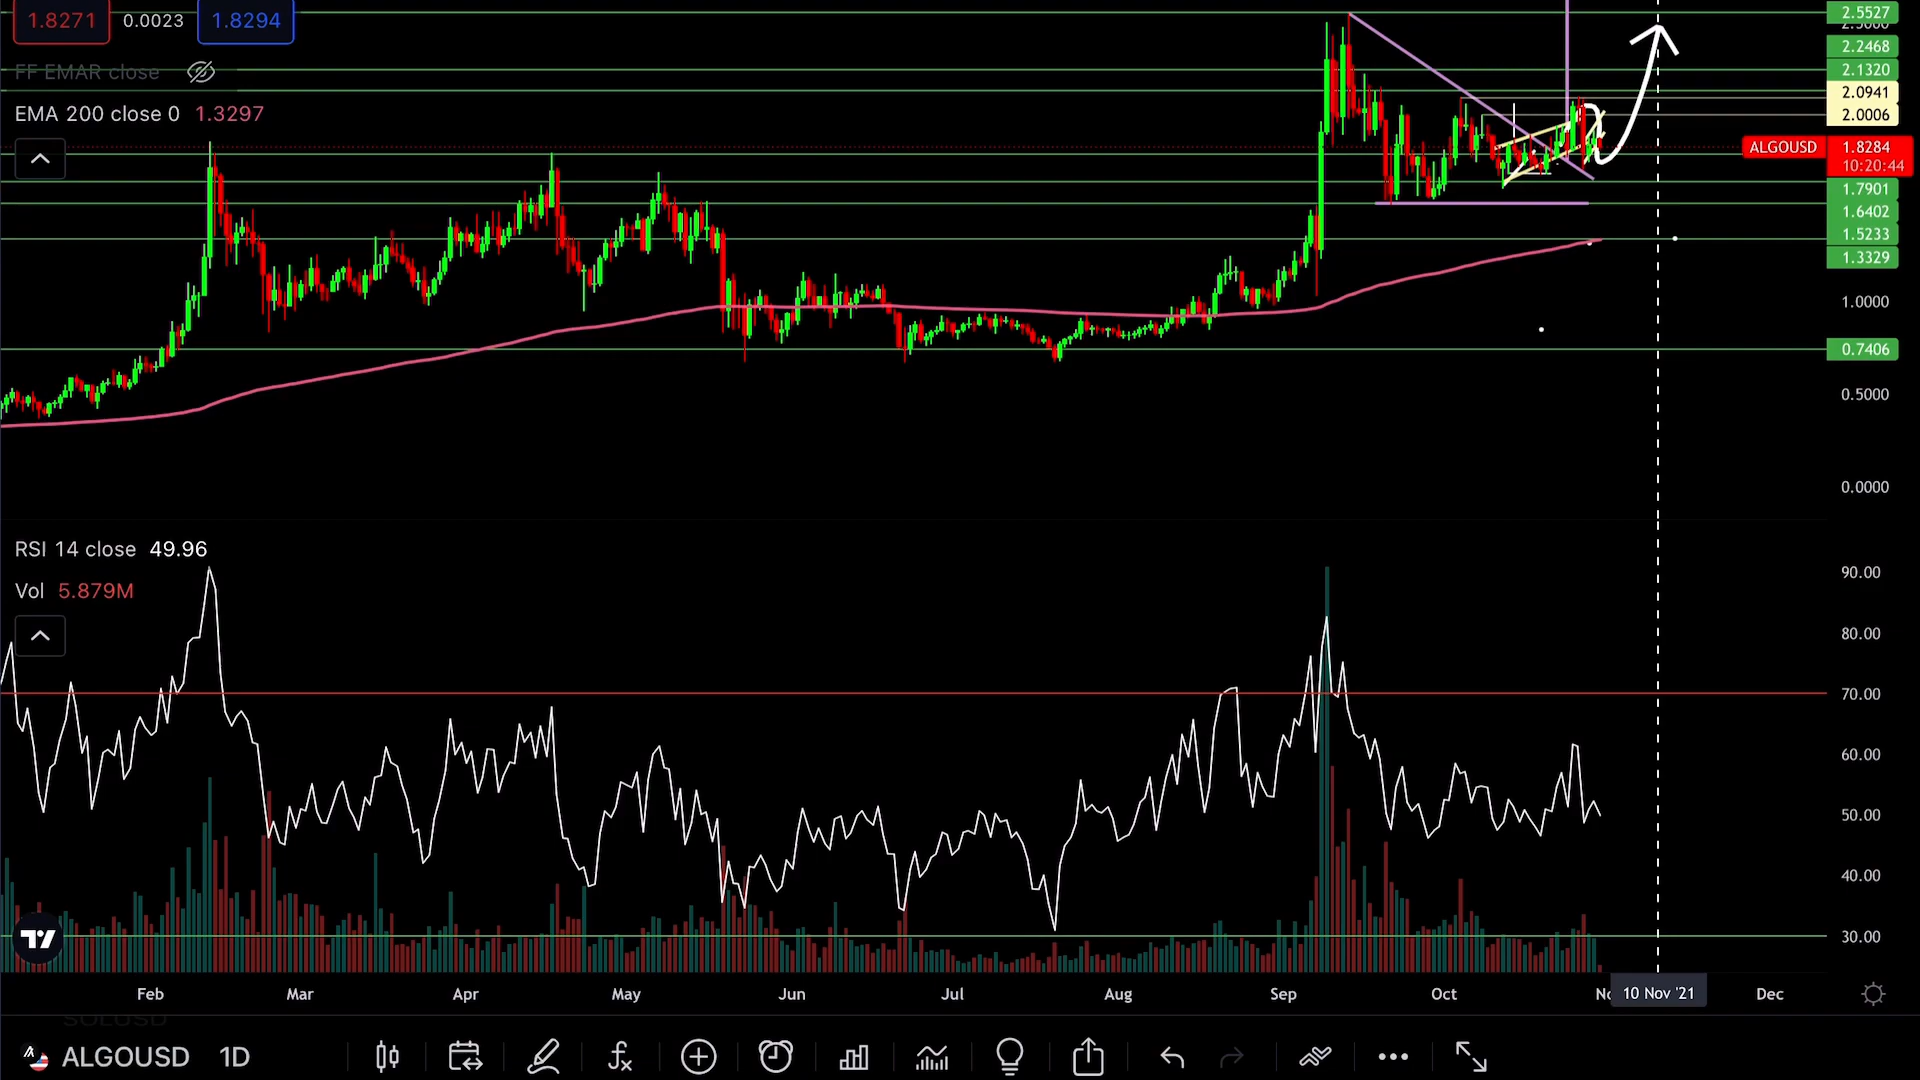 1.8271 0.0023 1.8294
FF EMAR close
EMA 200 close 0 1.3297
2.5527
2.2468
2.1320
2.0941
2.0006
ALGOUSD 1.8284
10:20:44
1.7901
1.6402
1.5233
1.3329
1.0000
0.7406
0.5000
0.0000
RSI 14 close 49.96
Vol 5.879M
90.00
80.00
70.00
60.00
50.00
40.00
30.00
Feb Mar Apr May Jun Jul Aug Sep Oct 10 Nov '21 Dec
SOLUSD
ALGOUSD 1D